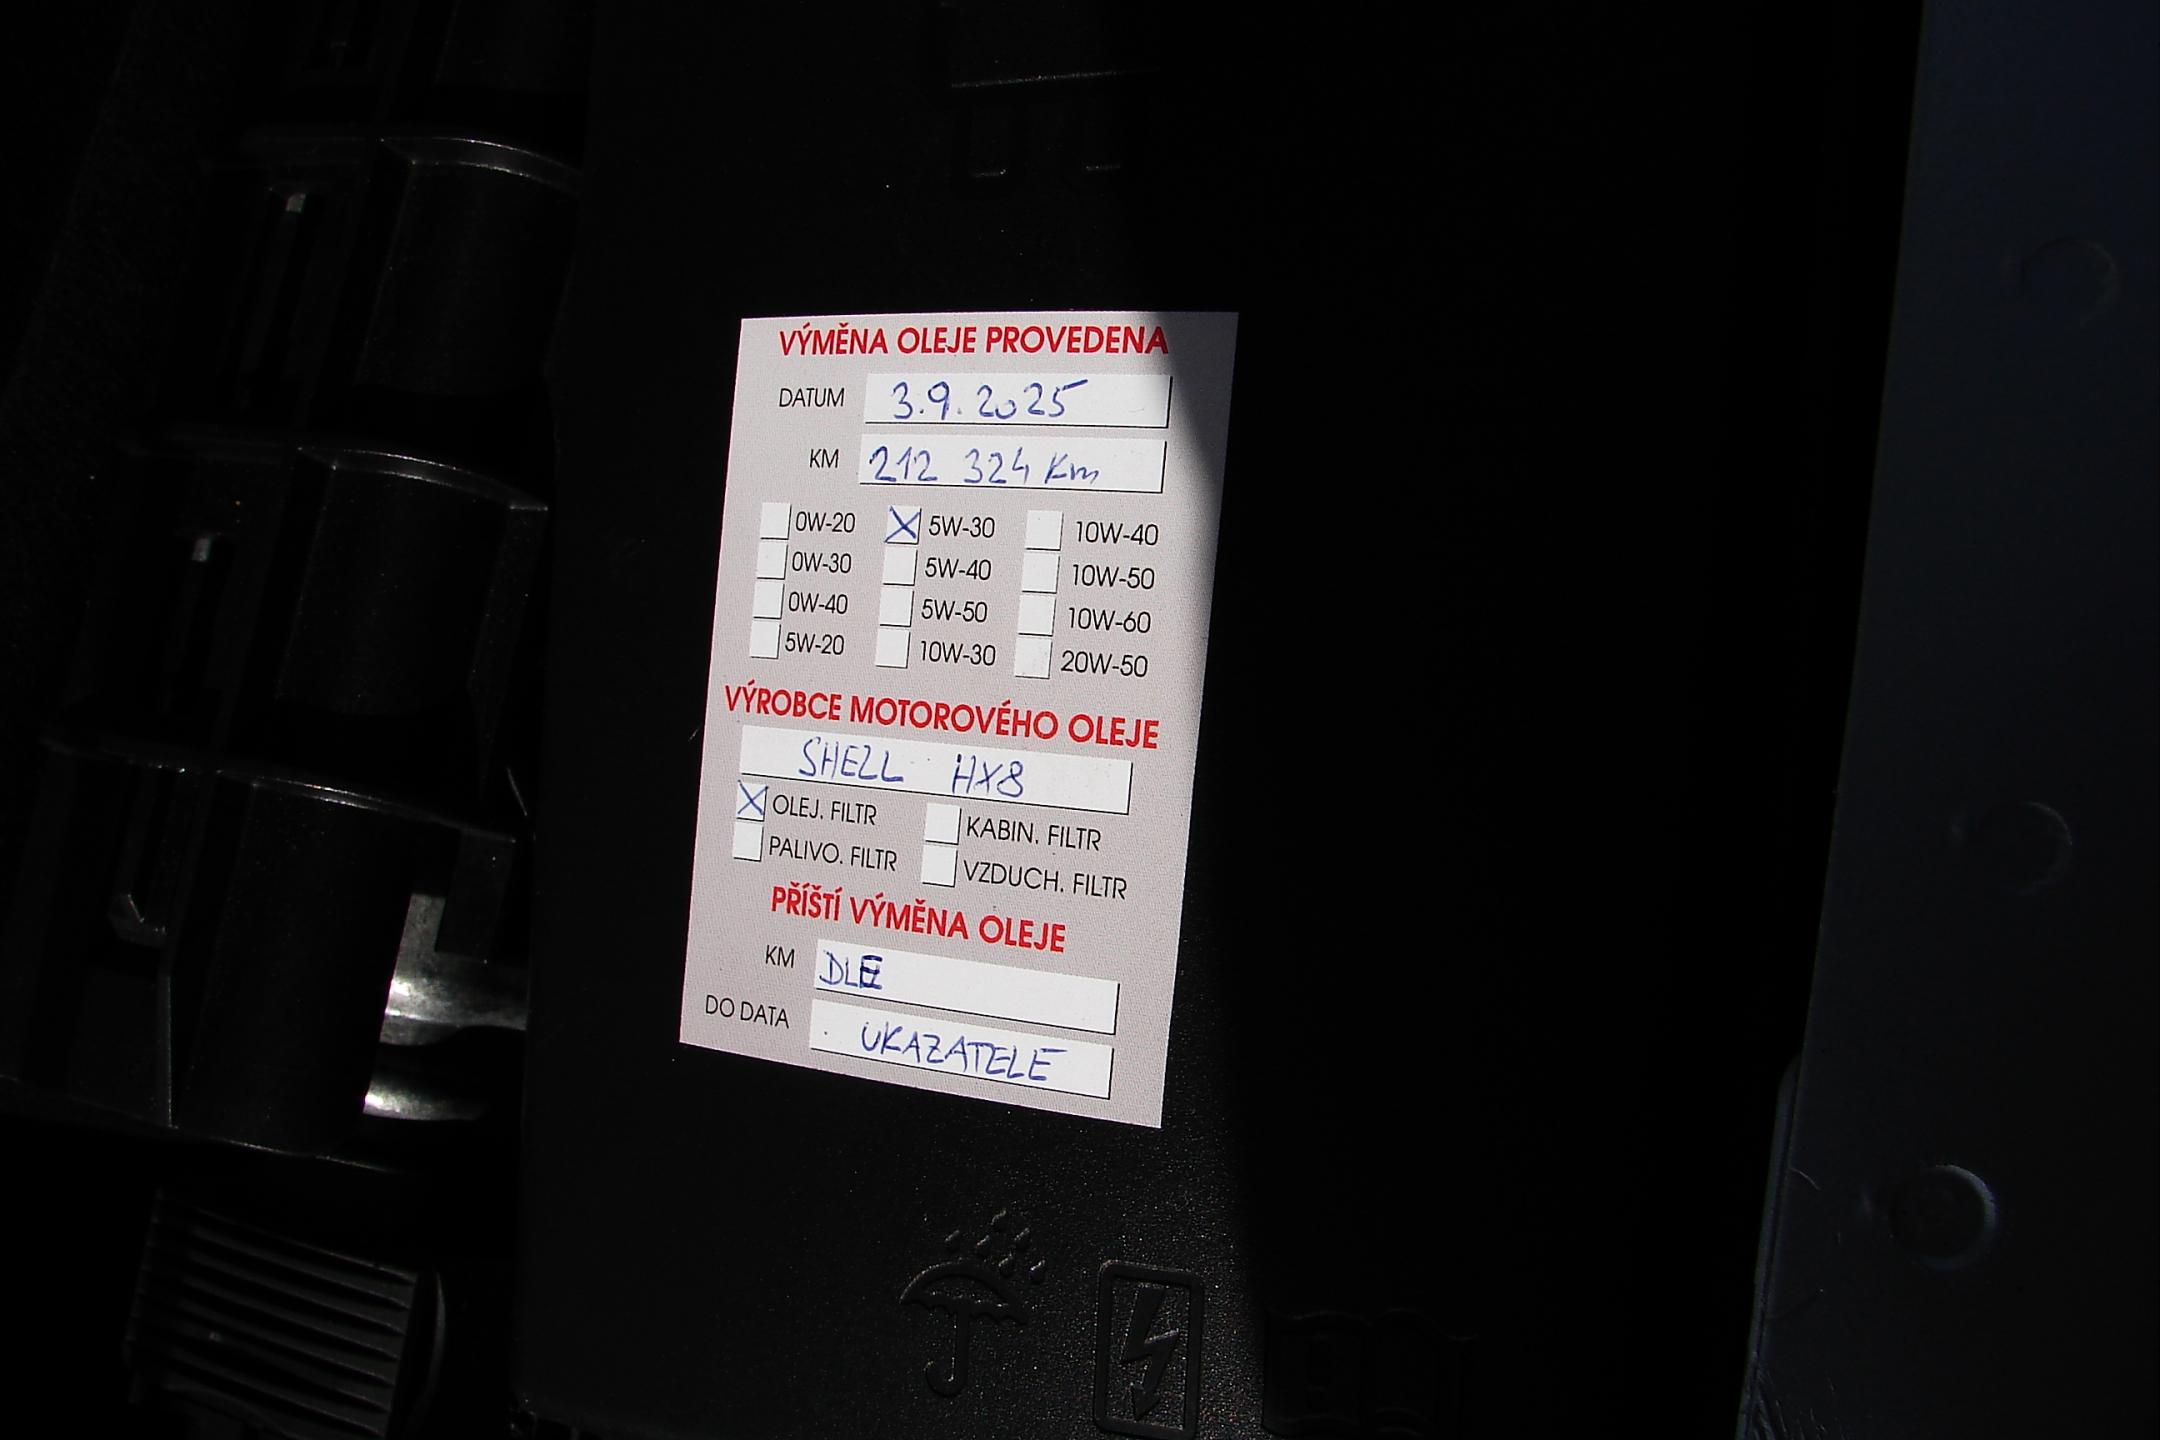 VÝMĚNA OLEJE PROVEDENA
DATUM 3.9.2025
KM 212 324 Km
0W-20 5W-30 10W-40
0W-30 5W-40 10W-50
0W-40 5W-50 10W-60
5W-20 10W-30 20W-50
VÝROBCE MOTOROVÉHO OLEJE
SHELL HX8
OLEJ. FILTR KABIN. FILTR
PALIVO. FILTR VZDUCH. FILTR
PŘÍŠTÍ VÝMĚNA OLEJE
KM DLE
DO DATA UKAZATELE